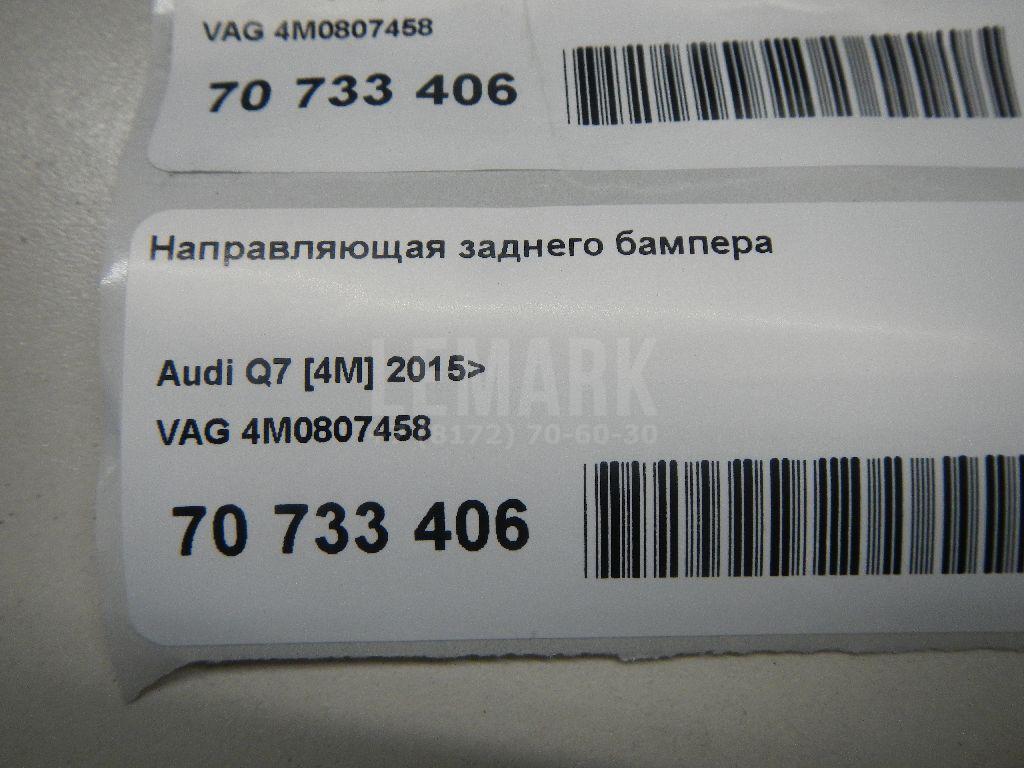 VAG 4M0807458
70 733 406
Направляющая заднего бампера
Audi Q7 [4M] 2015>
LEMARK
VAG 4M0807458
8172) 70-60-30
70 733 406